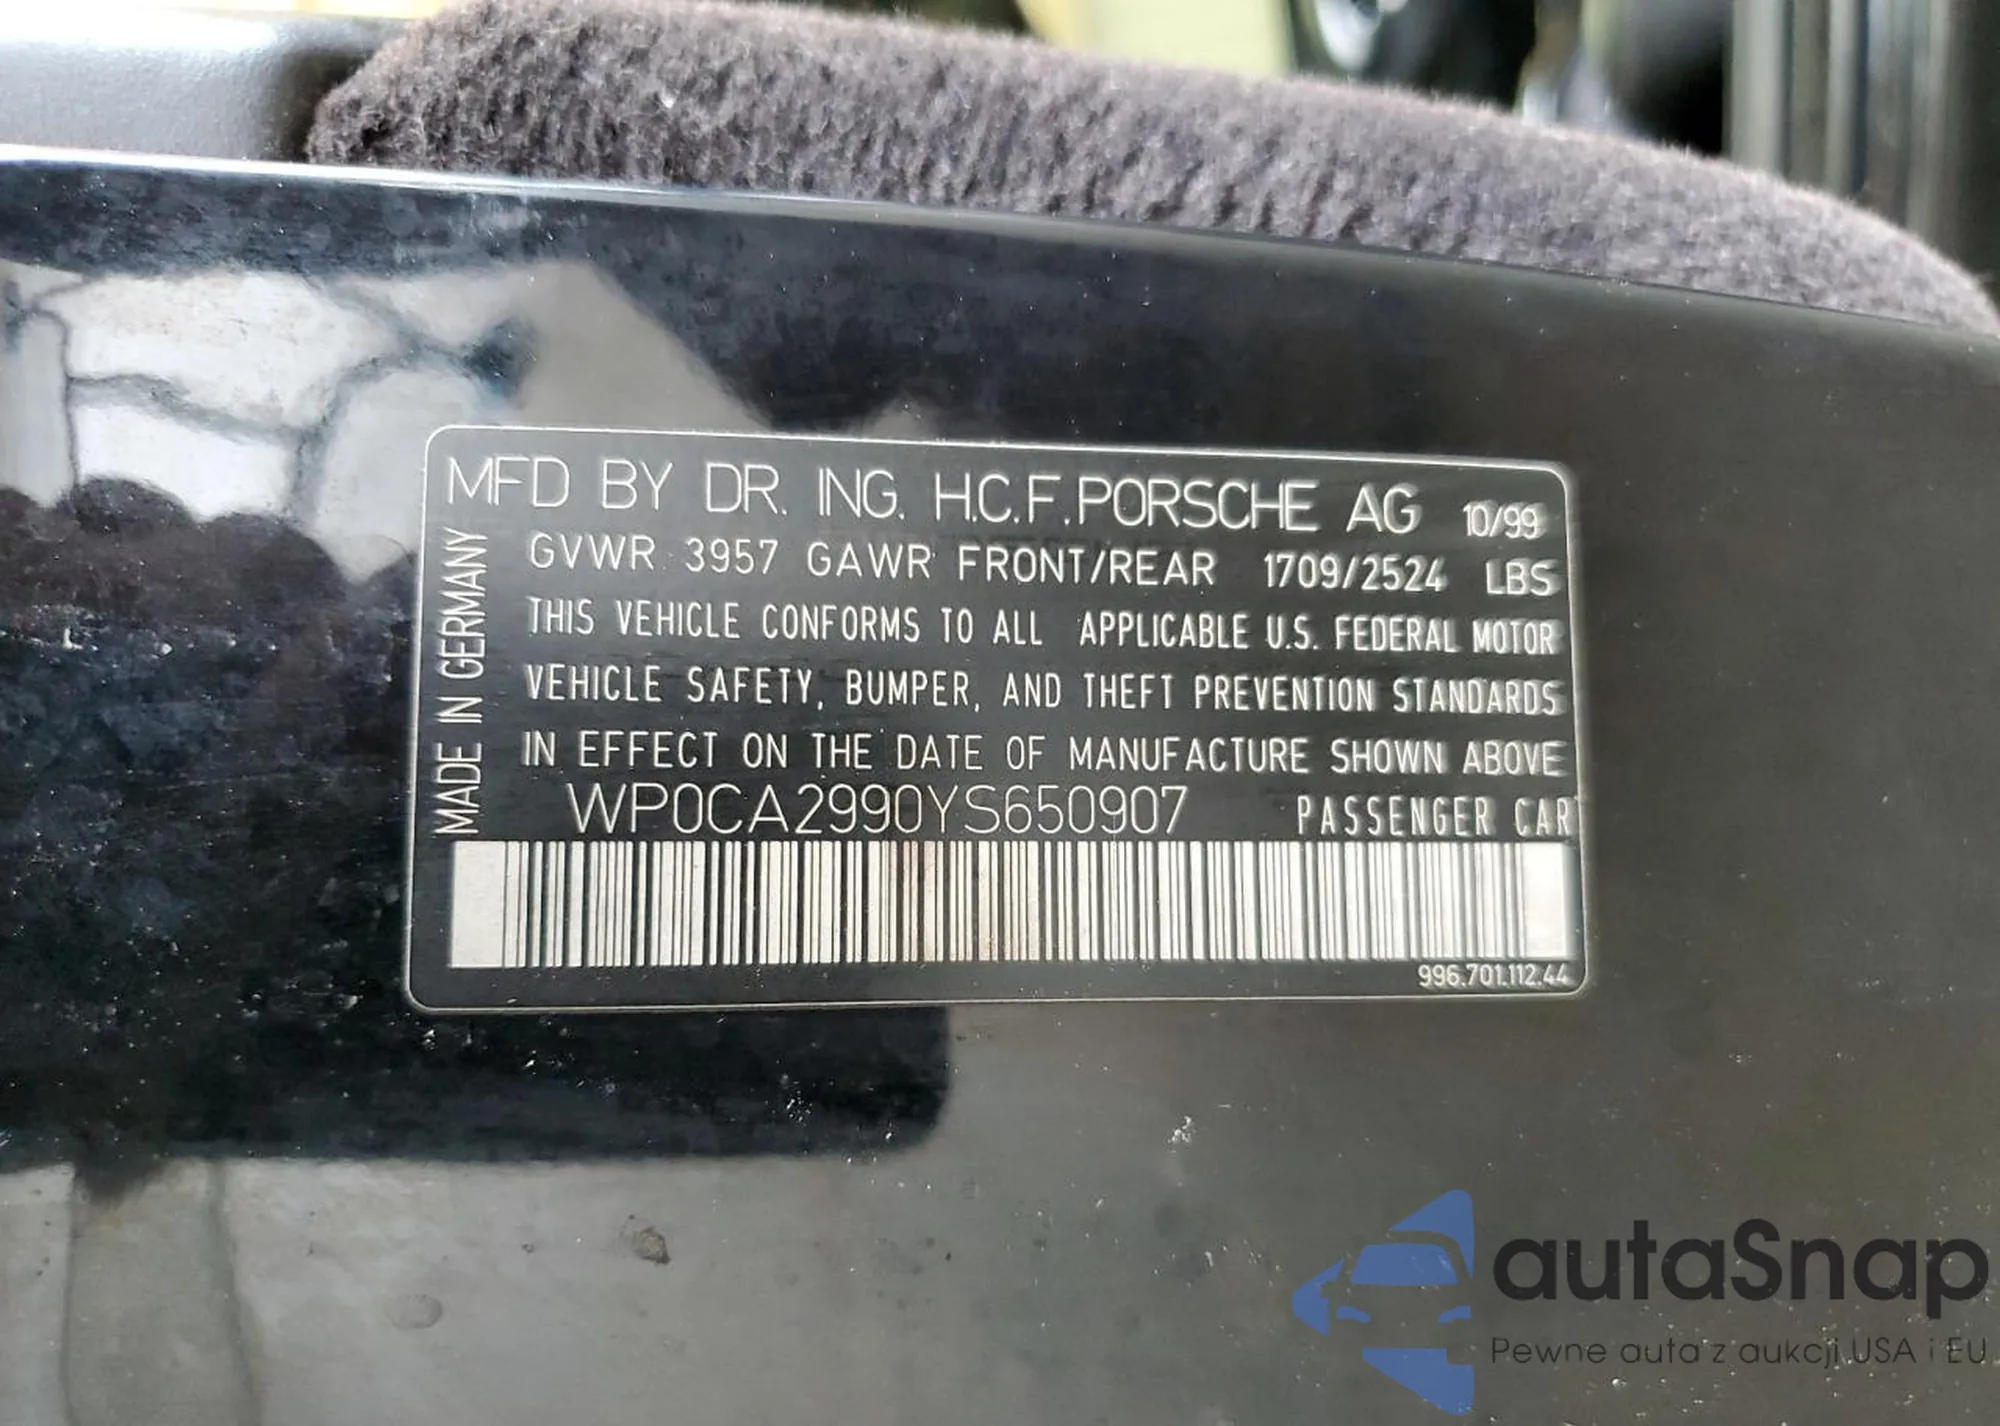 MFD BY DR. ING. H.C.F. PORSCHE AG 10/99
GVWR 3957 GAWR FRONT/REAR 1709/2524 LBS
THIS VEHICLE CONFORMS TO ALL APPLICABLE U.S. FEDERAL MOTOR
VEHICLE SAFETY, BUMPER, AND THEFT PREVENTION STANDARDS
IN EFFECT ON THE DATE OF MANUFACTURE SHOWN ABOVE
WP0CA2990YS650907 PASSENGER CAR
996.701.112.44
MADE IN GERMANY
autaSnap
Pewne auta z aukcji USA i EU